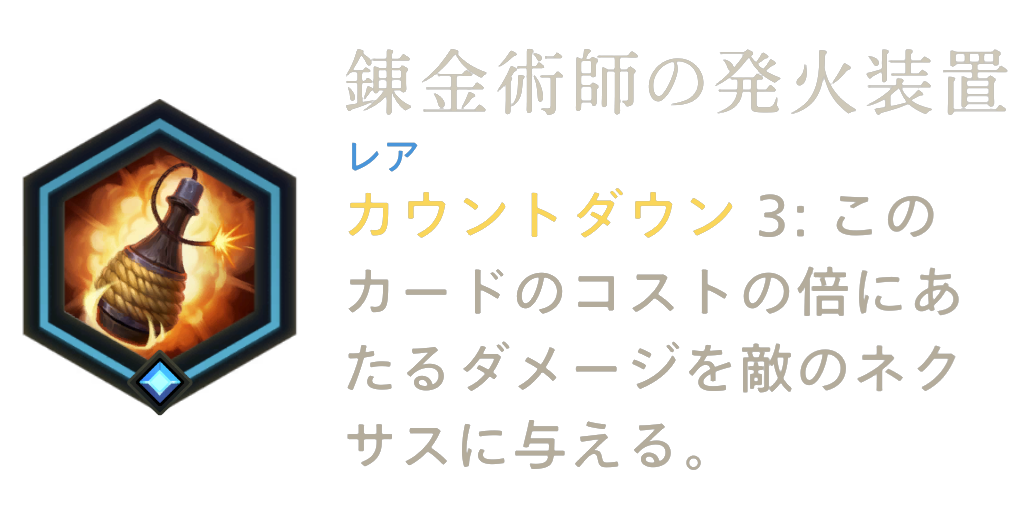 錬金術師の発火装置
レア
カウントダウン 3: この
カードのコストの倍にあ
たるダメージを敵のネク
サスに与える。